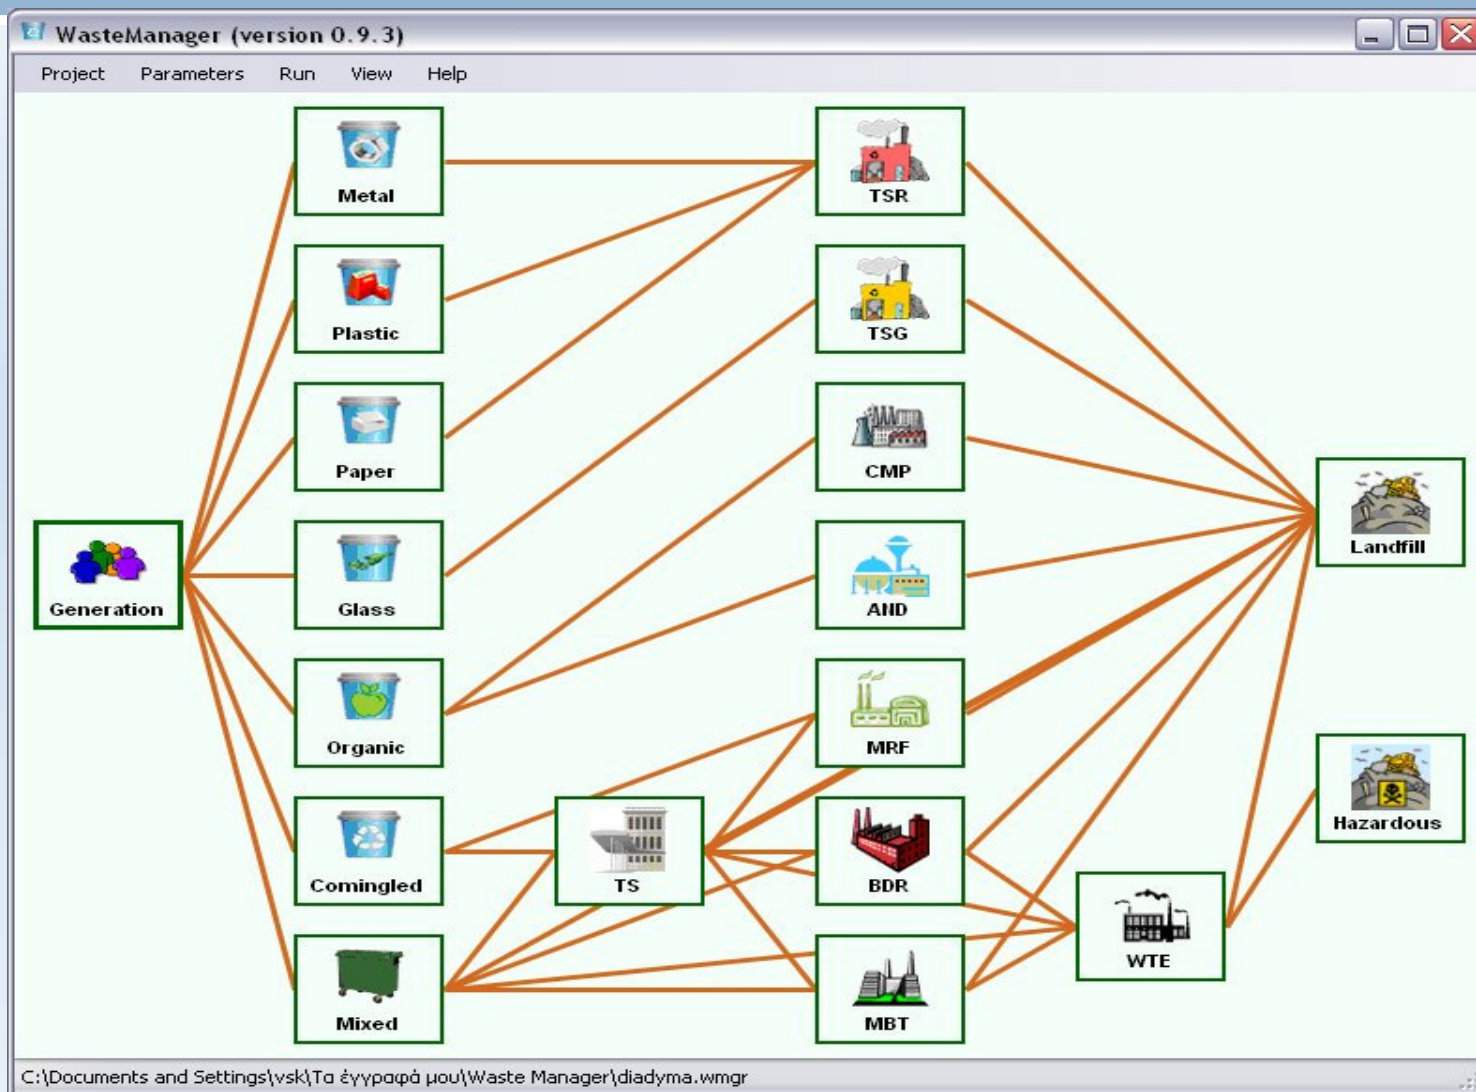 WasteManager (version 0.9.3)
Project Parameters Run View Help
Metal
TSR
Plastic
TSG
Paper
CMP
Landfill
Generation
Glass
AND
Organic
MRF
Hazardous
Comingled
TS
BDR
WTE
Mixed
MBT
C:\Documents and Settings\vsk\Τα έγγραφά μου\Waste Manager\diadyma.wmgr